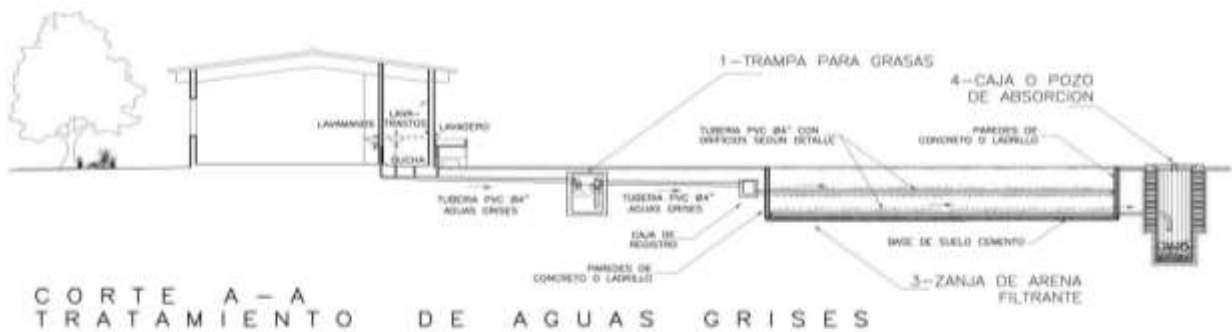 1-TRAMPA PARA GRASAS
4-CAJA O POZO
DE ABSORCION
LAVAMANOS
LAVA-
TRASTOS
LAVADERO
DUCHA
TUBERIA PVC Ø4" CON
ORIFICIOS SEGUN DETALLE
PAREDES DE
CONCRETO O LADRILLO
TUBERIA PVC Ø4"
AGUAS GRISES
TUBERIA PVC Ø4"
AGUAS GRISES
CAJA DE
REGISTRO
BASE DE SUELO CEMENTO
PAREDES DE
CONCRETO O LADRILLO
3-ZANJA DE ARENA
FILTRANTE
CORTE A-A
TRATAMIENTO DE AGUAS GRISES